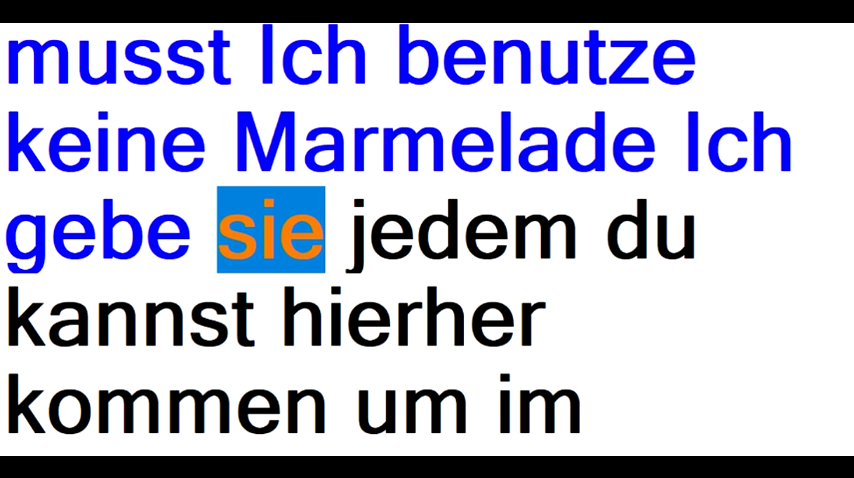 musst Ich benutze
keine Marmelade Ich
gebe sie jedem du
kannst hierher
kommen um im